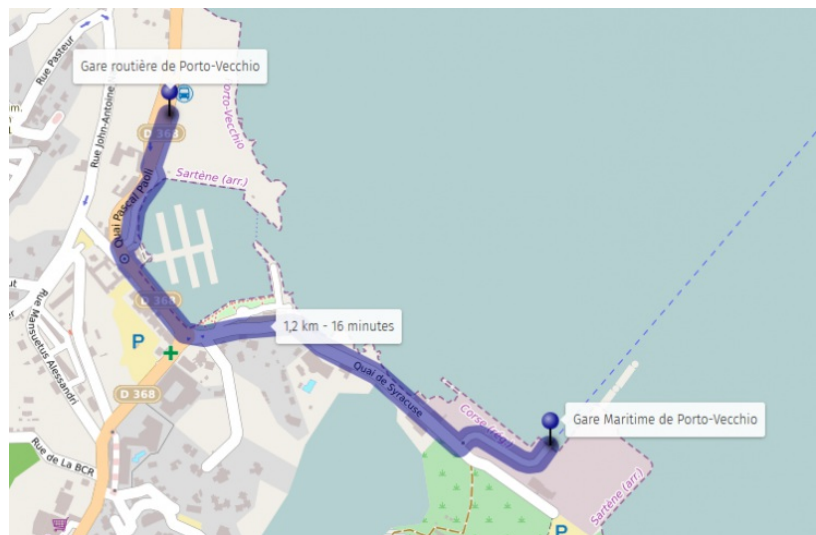 Rue Pasteur
Gare routière de Porto-Vecchio
Rue John-Antoine
Porto-Vecchio
D 368
Sartène (arr.)
Quai Pascal Paoli
D 368
1,2 km - 16 minutes
Rue Mansuetus Alessandri
P
D 368
Quai de Syracuse
Corse (rég.)
Gare Maritime de Porto-Vecchio
Rue de La BCR
Sartène (arr.)
P